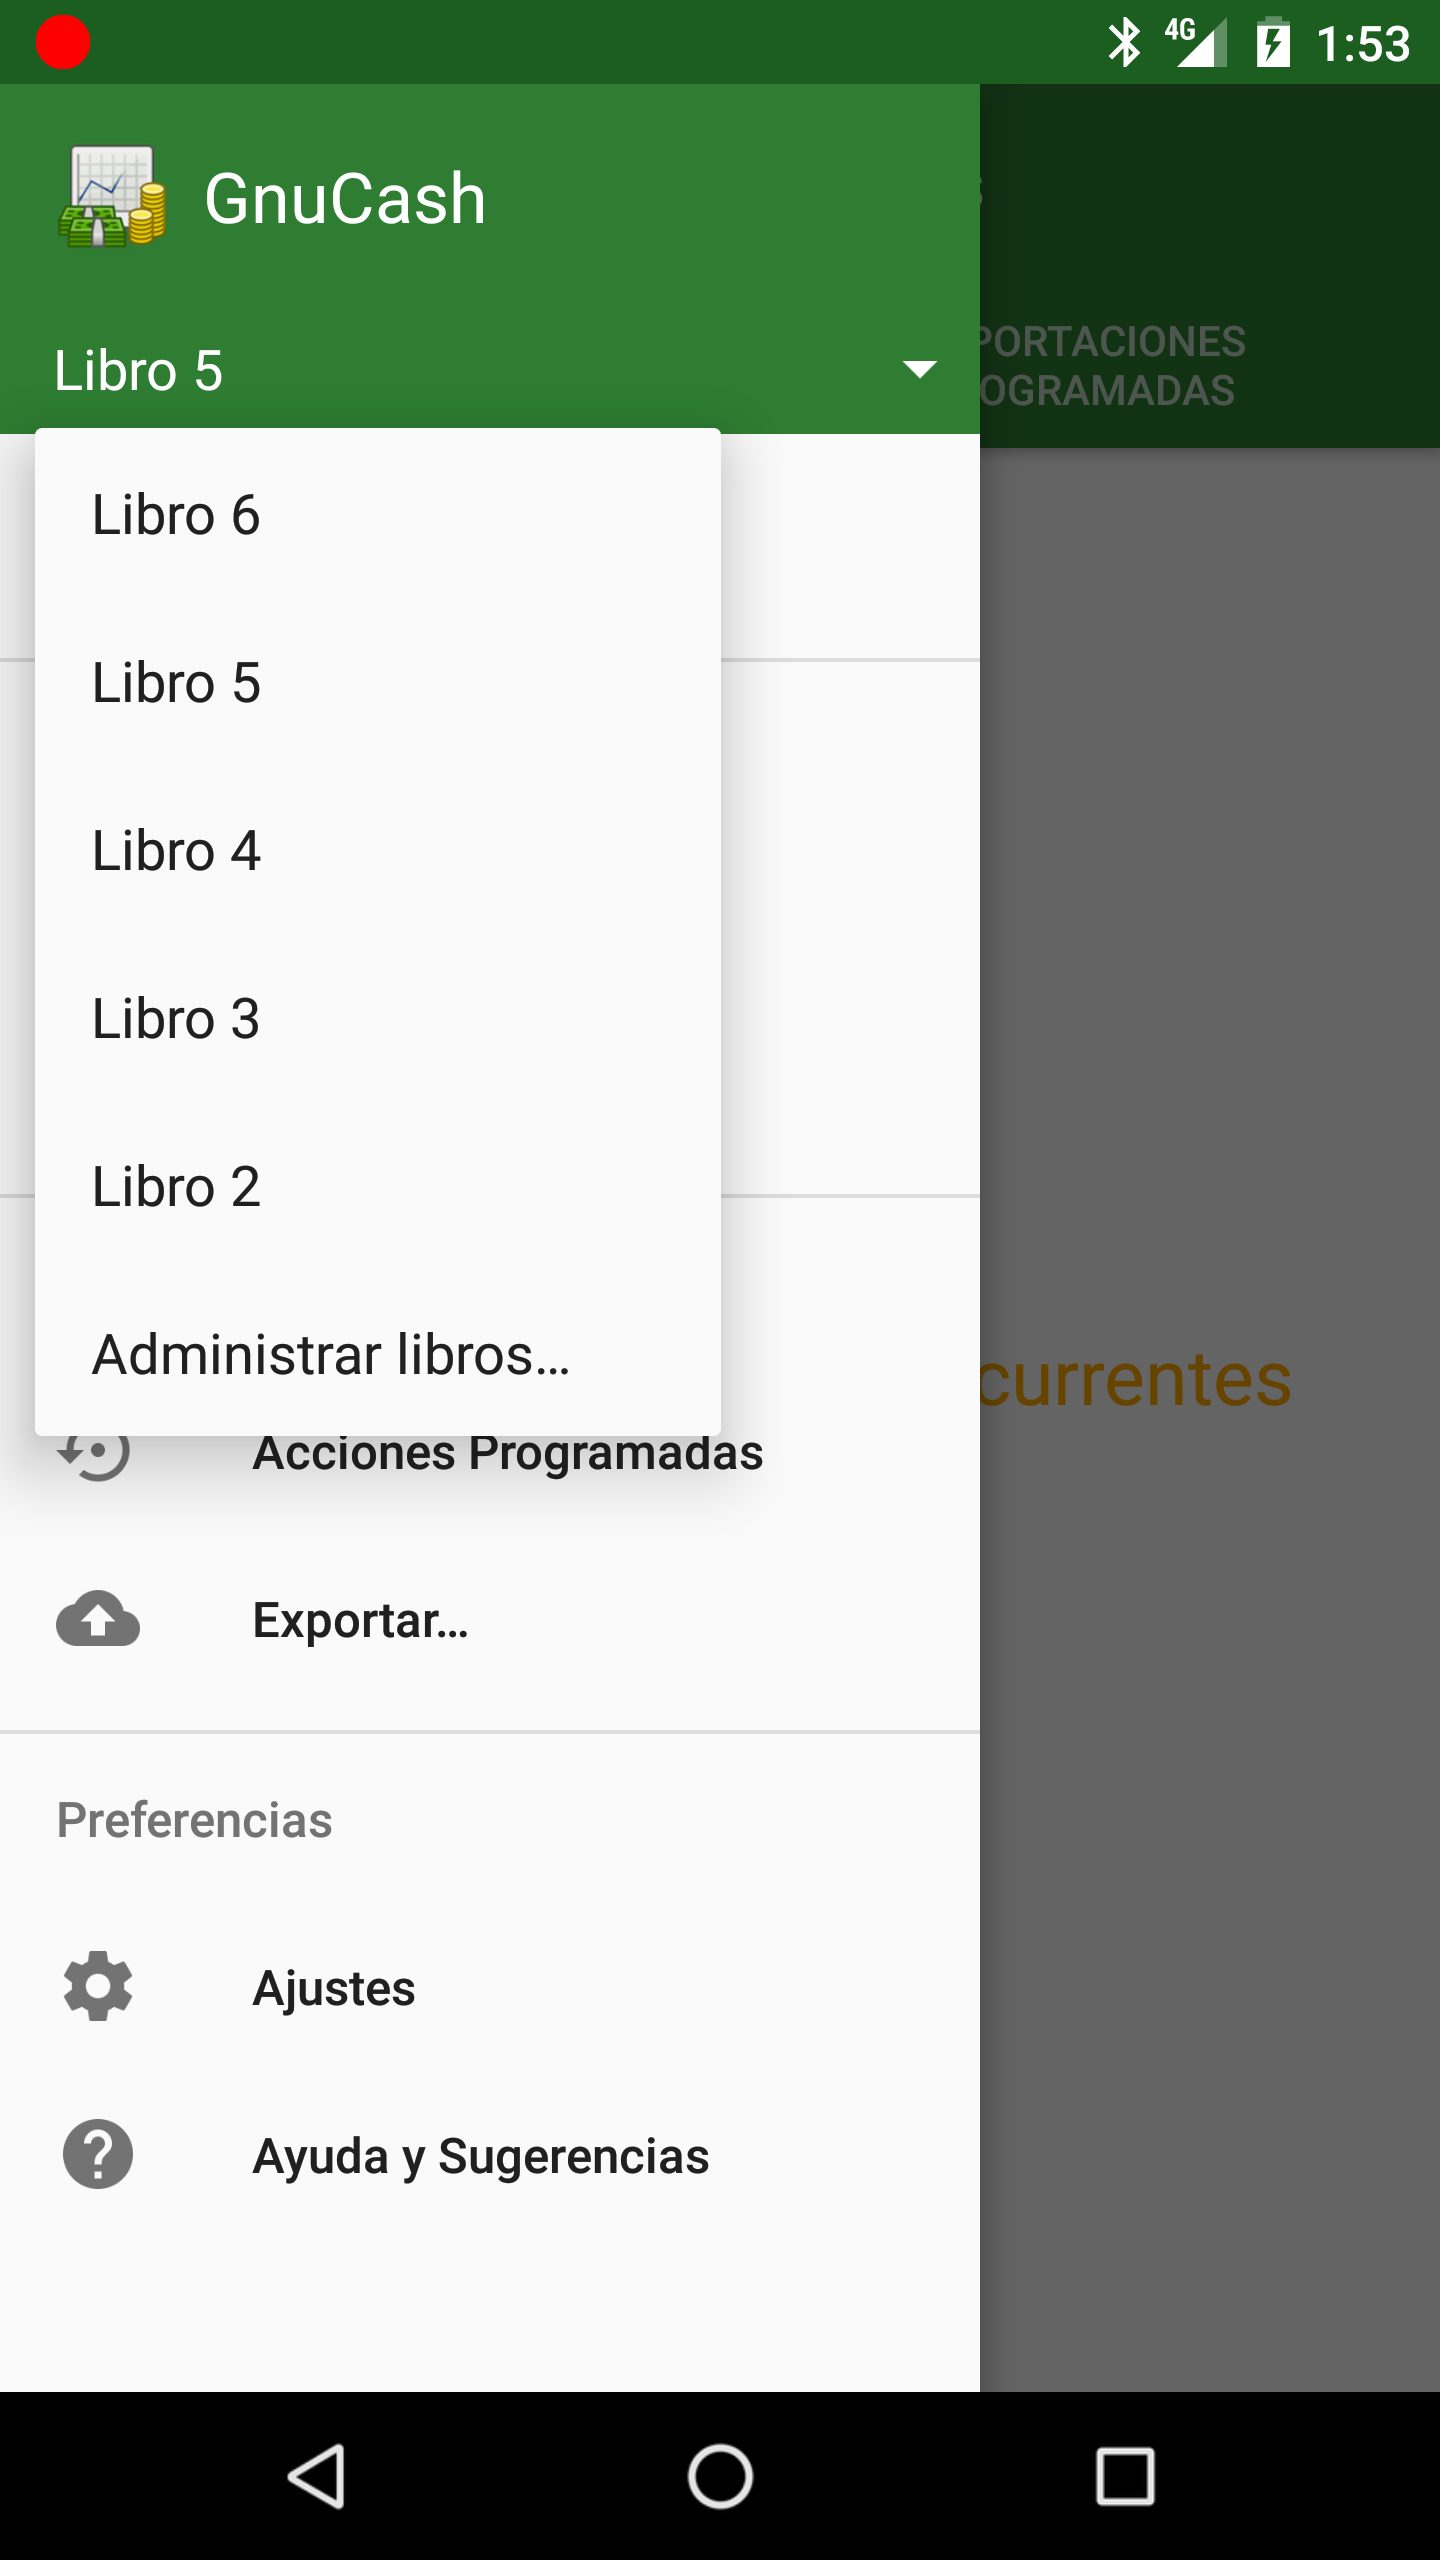 4G 1:53
GnuCash
Libro 5
PORTACIONES
OGRAMADAS
Libro 6
Libro 5
Libro 4
Libro 3
Libro 2
Administrar libros...
currentes
Acciones Programadas
Exportar...
Preferencias
Ajustes
Ayuda y Sugerencias